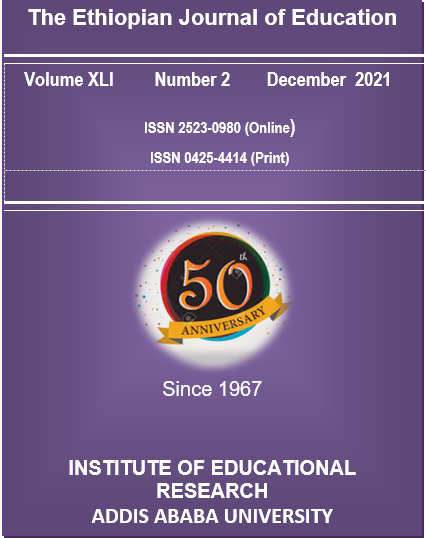 The Ethiopian Journal of Education
Volume XLI Number 2 December 2021
ISSN 2523-0980 (Online)
ISSN 0425-4414 (Print)
50th
ANNIVERSARY
Since 1967
INSTITUTE OF EDUCATIONAL
RESEARCH
ADDIS ABABA UNIVERSITY